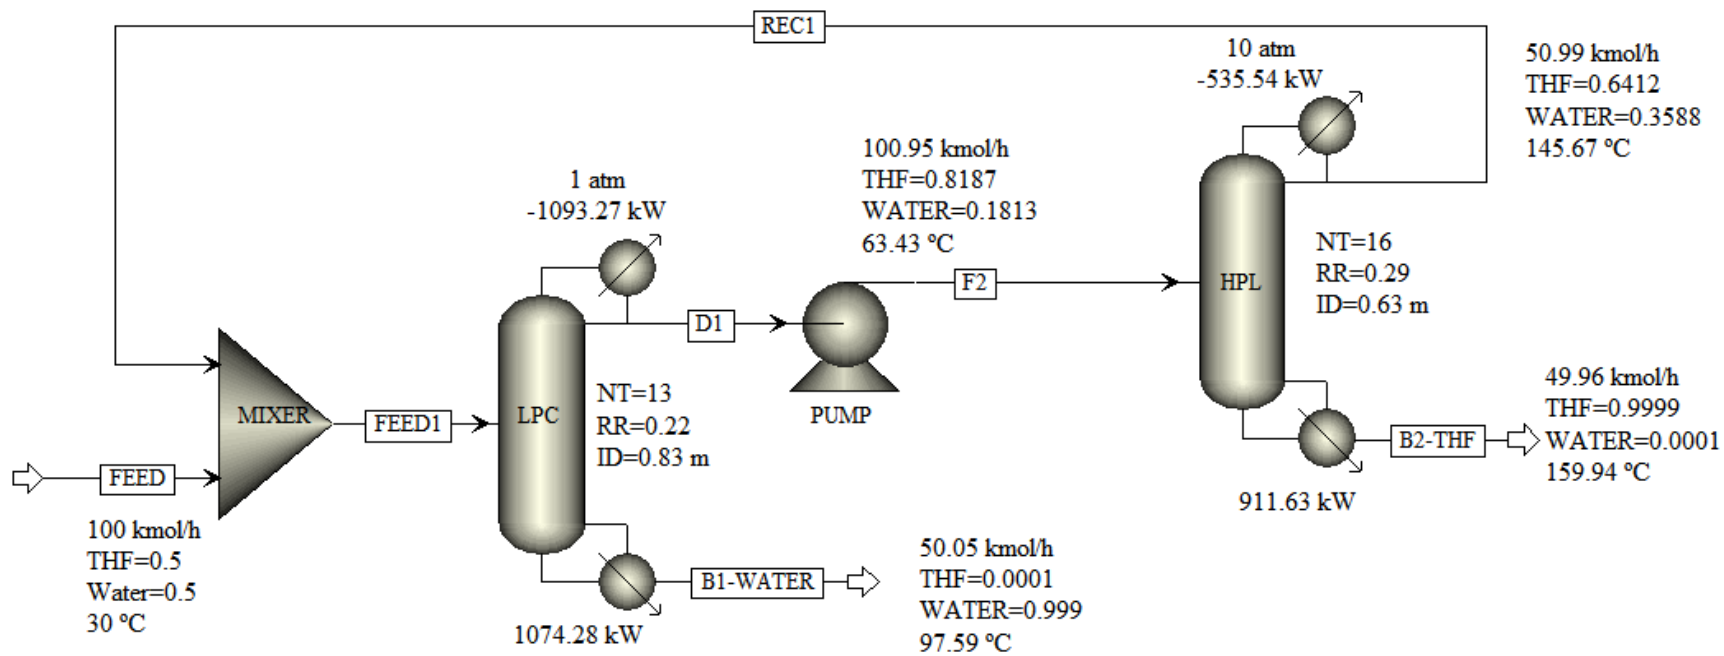 REC1
10 atm
-535.54 kW
50.99 kmol/h
THF=0.6412
WATER=0.3588
145.67 ºC
1 atm
-1093.27 kW
100.95 kmol/h
THF=0.8187
WATER=0.1813
63.43 ºC
F2
HPL
NT=16
RR=0.29
ID=0.63 m
D1
PUMP
MIXER
FEED1
LPC
NT=13
RR=0.22
ID=0.83 m
FEED
100 kmol/h
THF=0.5
Water=0.5
30 ºC
B2-THF
49.96 kmol/h
THF=0.9999
WATER=0.0001
159.94 ºC
911.63 kW
B1-WATER
50.05 kmol/h
THF=0.0001
WATER=0.999
97.59 ºC
1074.28 kW